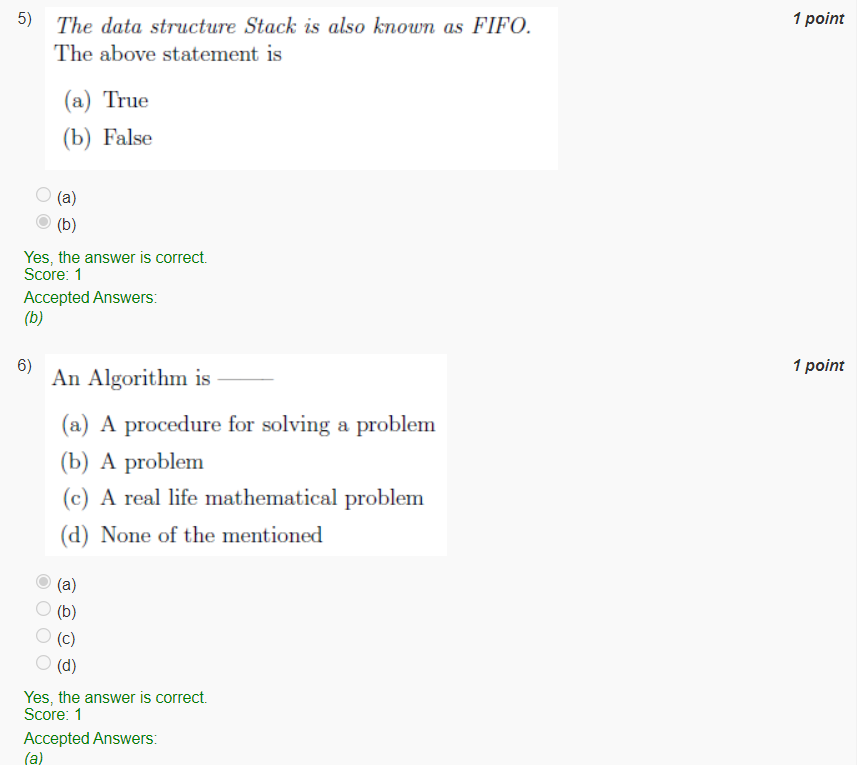 5) The data structure Stack is also known as FIFO. 1 point
The above statement is
(a) True
(b) False
(a)
(b)
Yes, the answer is correct.
Score: 1
Accepted Answers:
(b)
6) An Algorithm is ——— 1 point
(a) A procedure for solving a problem
(b) A problem
(c) A real life mathematical problem
(d) None of the mentioned
(a)
(b)
(c)
(d)
Yes, the answer is correct.
Score: 1
Accepted Answers:
(a)